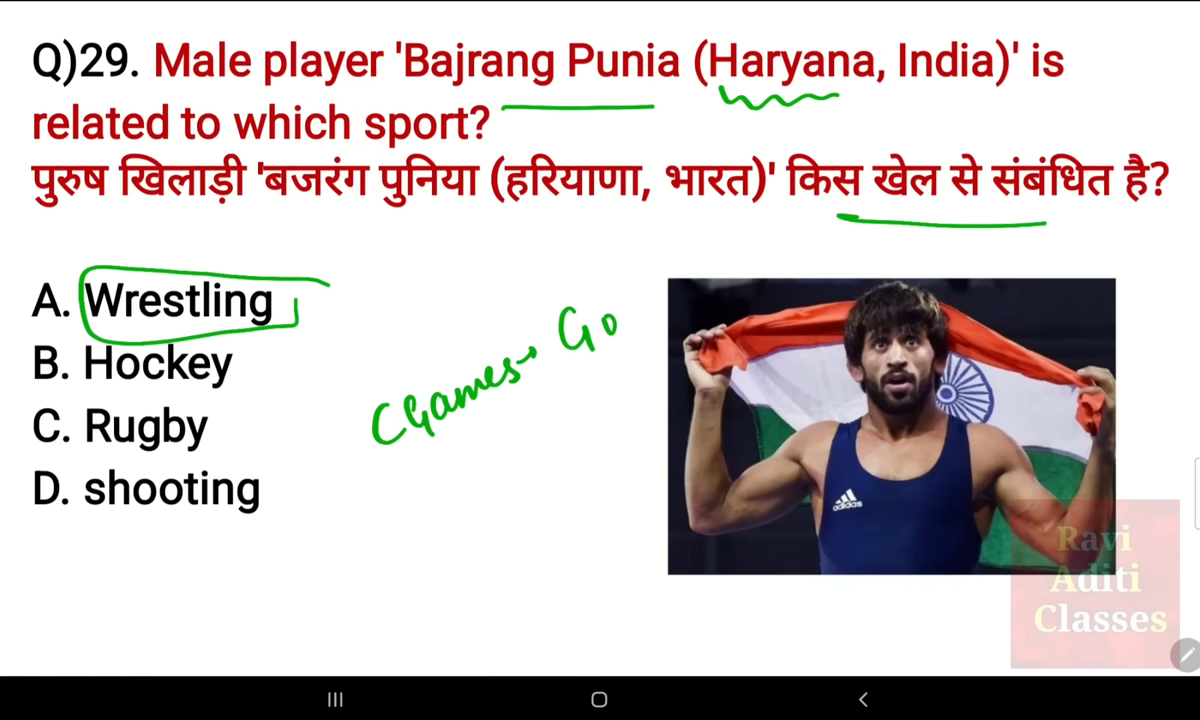 Q)29. Male player 'Bajrang Punia (Haryana, India)' is
related to which sport?
पुरुष खिलाड़ी 'बजरंग पुनिया (हरियाणा, भारत)' किस खेल से संबंधित है?
A. Wrestling
B. Hockey
C. Rugby
D. shooting
CGames→ Go
adidas
Ravi
Aditi
Classes